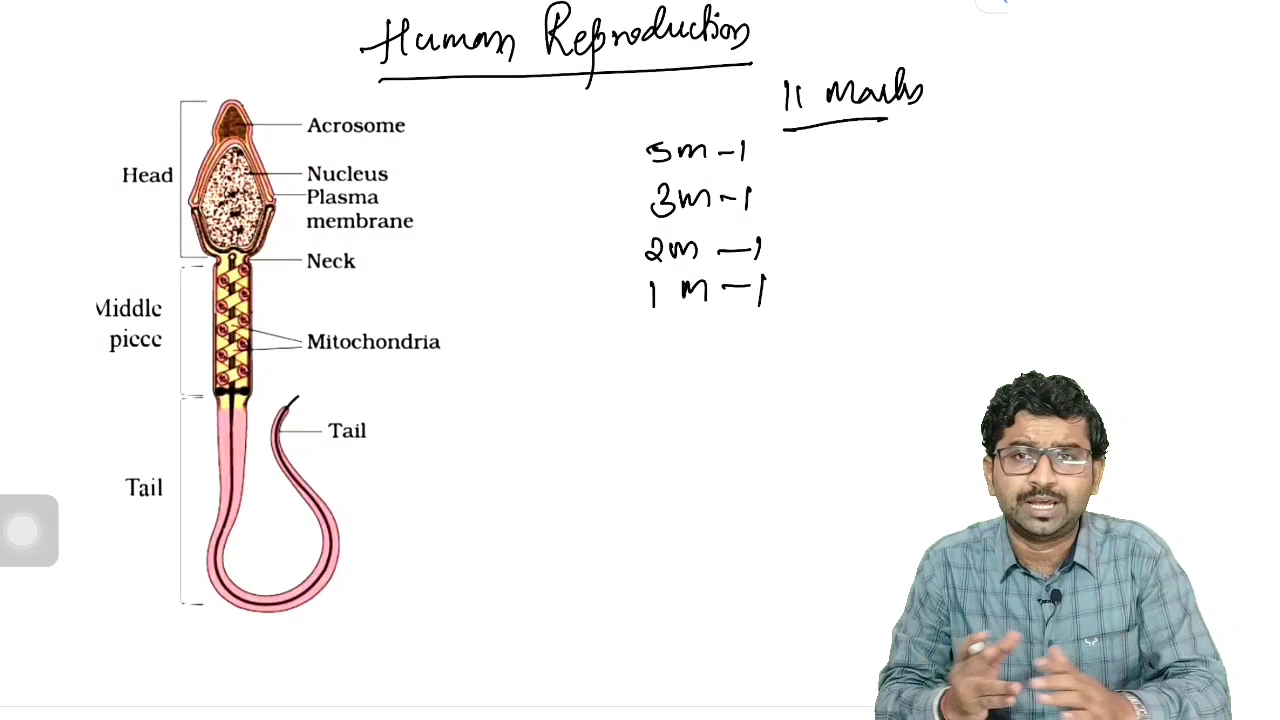 Human Reproduction
11 Marks
5m - 1
3m - 1
2m - 1
1 m - 1
Head
Acrosome
Nucleus
Plasma
membrane
Neck
Middle
piece
Mitochondria
Tail
Tail